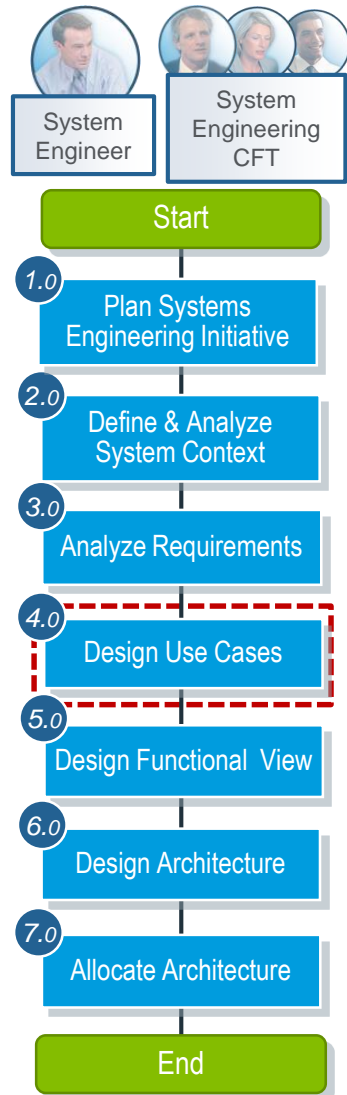 System
Engineer
System
Engineering
CFT
Start
1.0
Plan Systems
Engineering Initiative
2.0
Define & Analyze
System Context
3.0
Analyze Requirements
4.0
Design Use Cases
5.0
Design Functional View
6.0
Design Architecture
7.0
Allocate Architecture
End